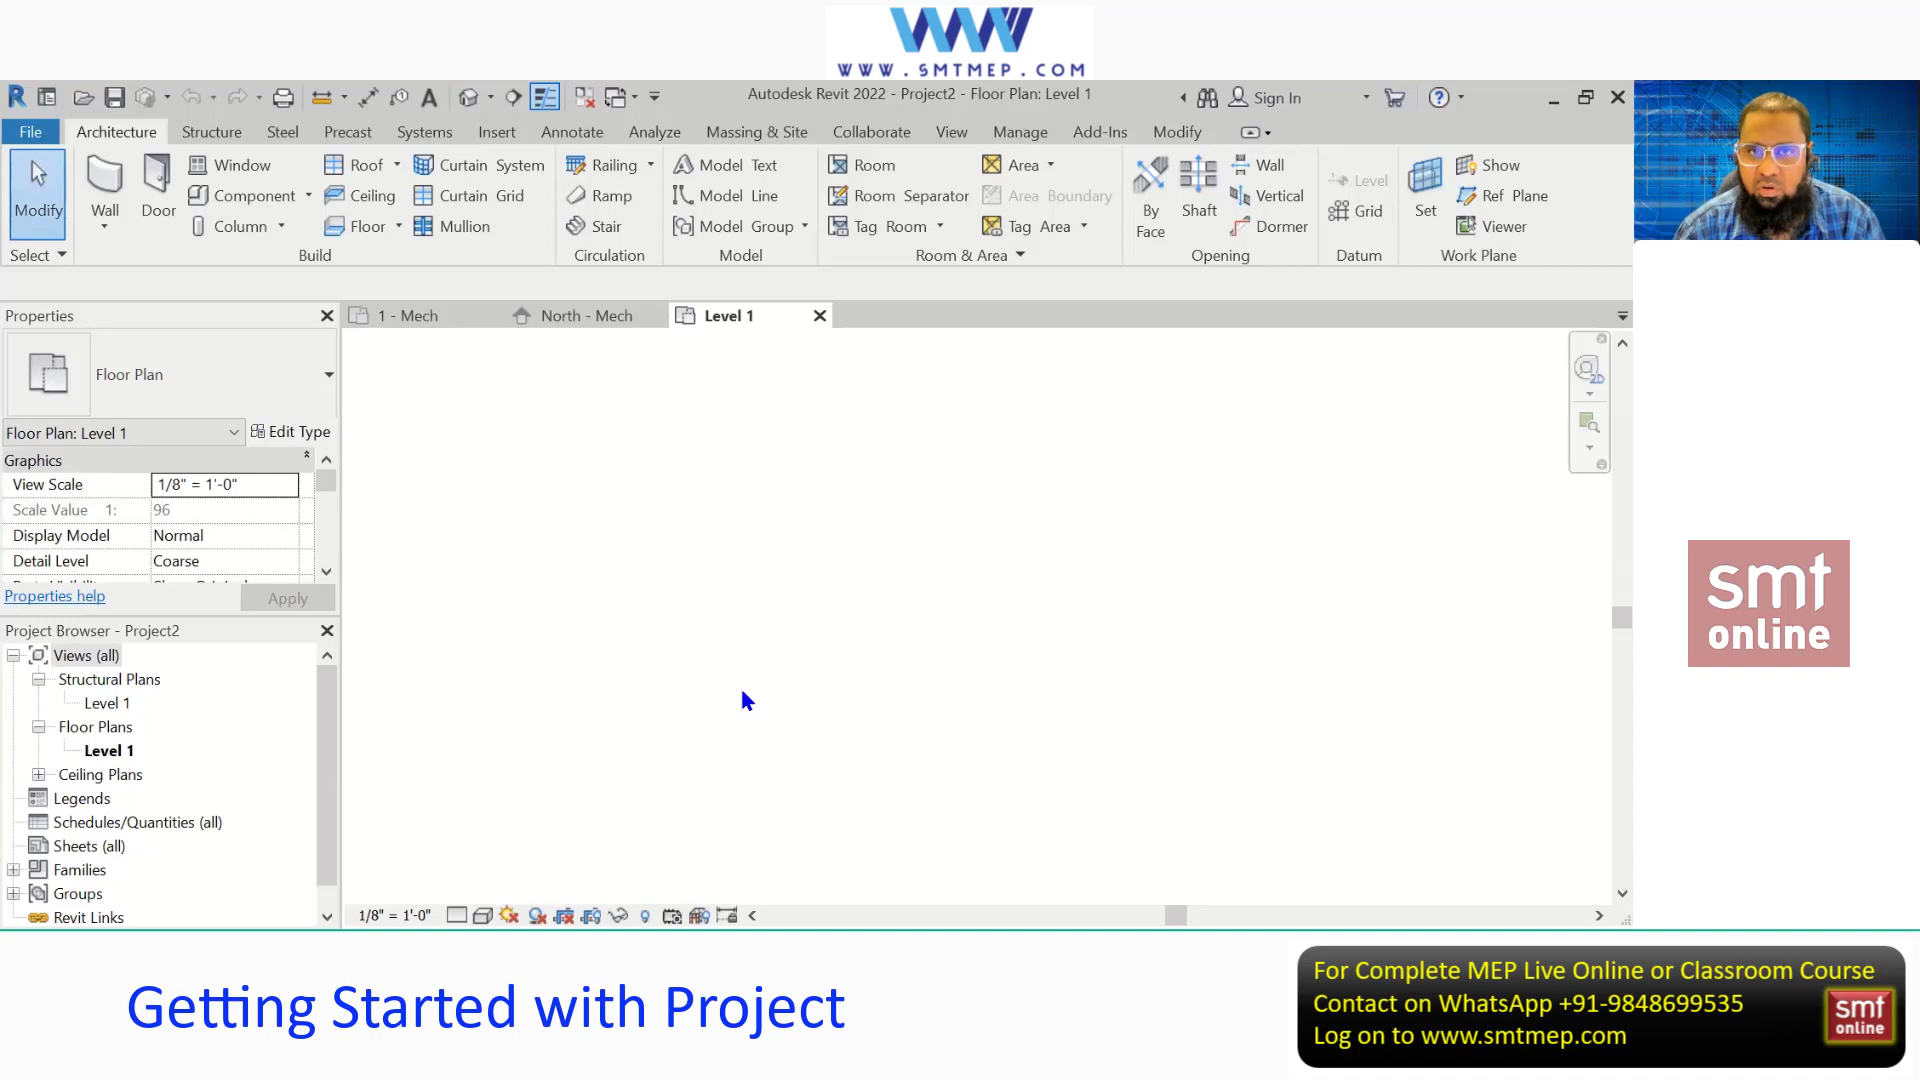 WWW.SMTMEP.COM
Autodesk Revit 2022 - Project2 - Floor Plan: Level 1
Sign In
File Architecture Structure Steel Precast Systems Insert Annotate Analyze Massing & Site Collaborate View Manage Add-Ins Modify
Modify
Wall
Door
Window
Component
Column
Roof
Ceiling
Floor
Curtain System
Curtain Grid
Mullion
Railing
Ramp
Stair
Model Text
Model Line
Model Group
Room
Room Separator
Tag Room
Area
Area Boundary
Tag Area
By
Face
Shaft
Wall
Vertical
Dormer
Level
Grid
Set
Show
Ref Plane
Viewer
Select
Build
Circulation
Model
Room & Area
Opening
Datum
Work Plane
Properties
1 - Mech
North - Mech
Level 1
Floor Plan
Floor Plan: Level 1
Edit Type
Graphics
View Scale 1/8" = 1'-0"
Scale Value 1: 96
Display Model Normal
Detail Level Coarse
Properties help
Apply
Project Browser - Project2
Views (all)
Structural Plans
Level 1
Floor Plans
Level 1
Ceiling Plans
Legends
Schedules/Quantities (all)
Sheets (all)
Families
Groups
Revit Links
2D
1/8" = 1'-0"
smt
online
Getting Started with Project
For Complete MEP Live Online or Classroom Course
Contact on WhatsApp +91-9848699535
Log on to www.smtmep.com
smt
online